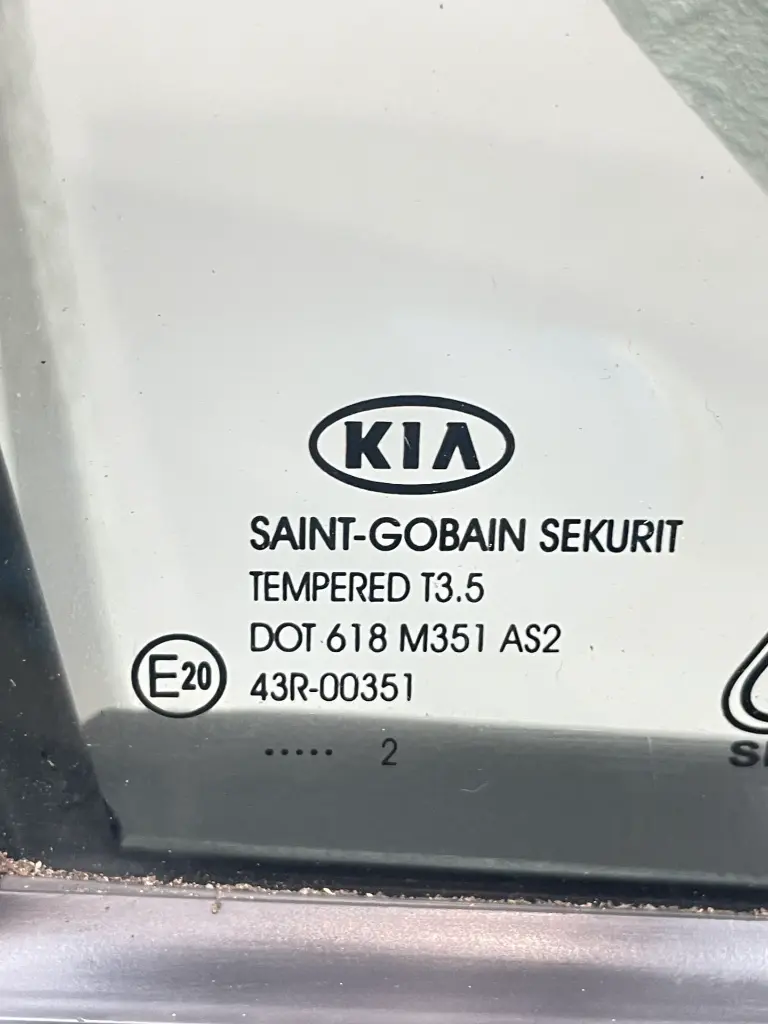 KIA
SAINT-GOBAIN SEKURIT
TEMPERED T3.5
DOT 618 M351 AS2
E20 43R-00351
..... 2